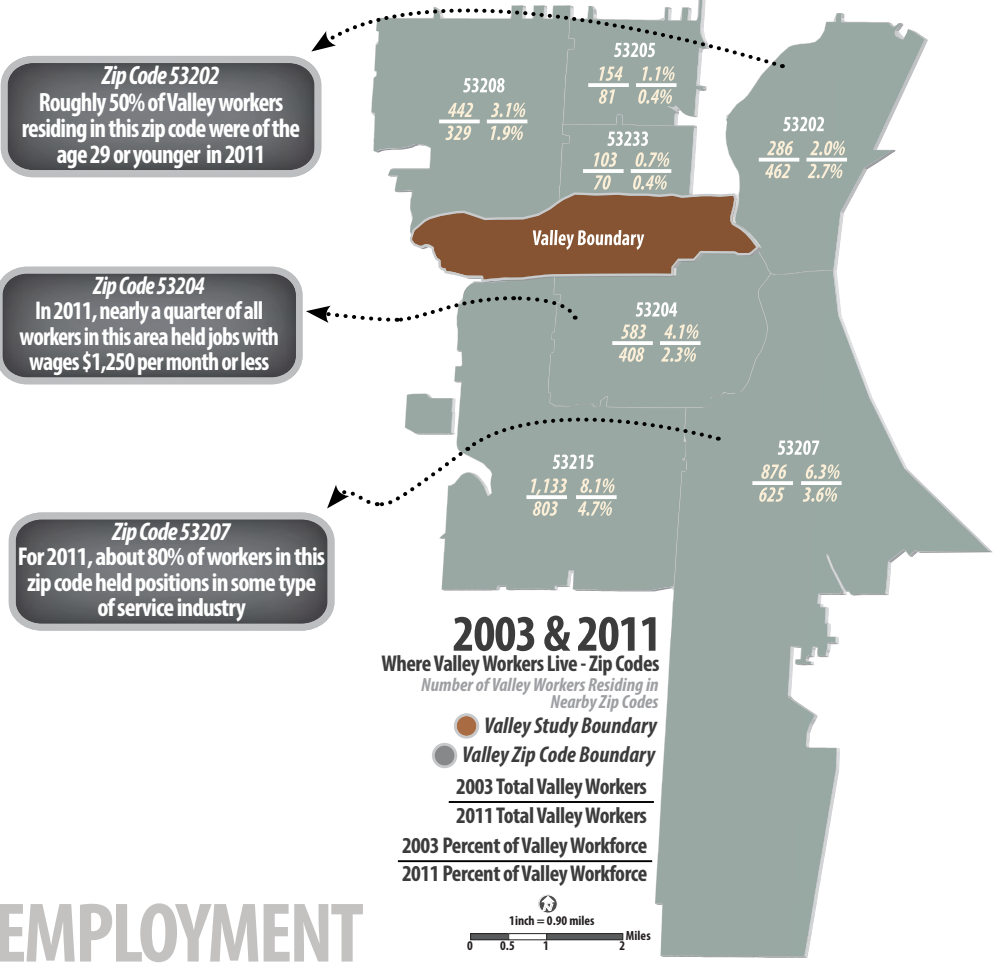 Zip Code 53202
Roughly 50% of Valley workers
residing in this zip code were of the
age 29 or younger in 2011
53208
442 3.1%
329 1.9%
53205
154 1.1%
81 0.4%
53233
103 0.7%
70 0.4%
53202
286 2.0%
462 2.7%
Valley Boundary
Zip Code 53204
In 2011, nearly a quarter of all
workers in this area held jobs with
wages $1,250 per month or less
53204
583 4.1%
408 2.3%
53215
1,133 8.1%
803 4.7%
53207
876 6.3%
625 3.6%
Zip Code 53207
For 2011, about 80% of workers in this
zip code held positions in some type
of service industry
2003 & 2011
Where Valley Workers Live - Zip Codes
Number of Valley Workers Residing in
Nearby Zip Codes
Valley Study Boundary
Valley Zip Code Boundary
2003 Total Valley Workers
2011 Total Valley Workers
2003 Percent of Valley Workforce
2011 Percent of Valley Workforce
N
1inch = 0.90 miles
Miles
0 0.5 1 2
EMPLOYMENT